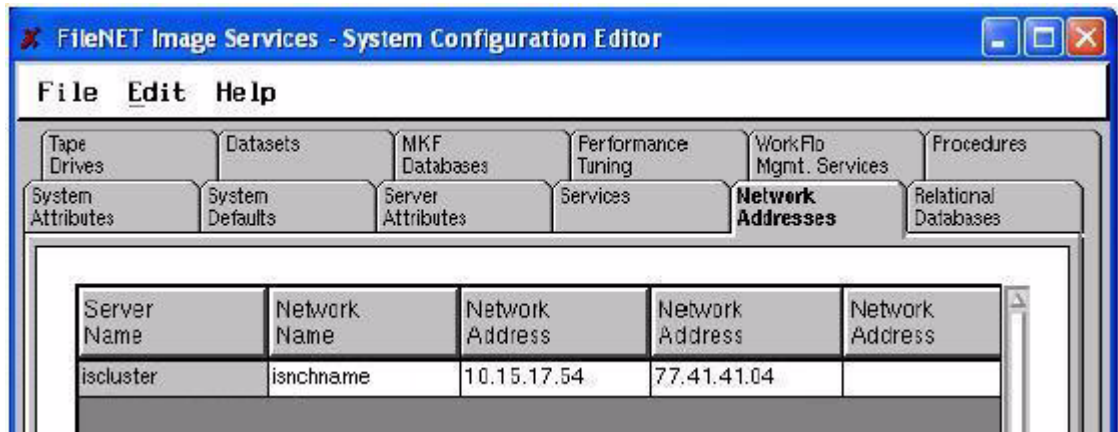 FileNET Image Services - System Configuration Editor
File Edit Help
Tape Drives
Datasets
MKF Databases
Performance Tuning
WorkFlo Mgmt. Services
Procedures
System Attributes
System Defaults
Server Attributes
Services
Network Addresses
Relational Databases
Server Name
Network Name
Network Address
Network Address
Network Address
iscluster
isnchname
10.15.17.54
77.41.41.04